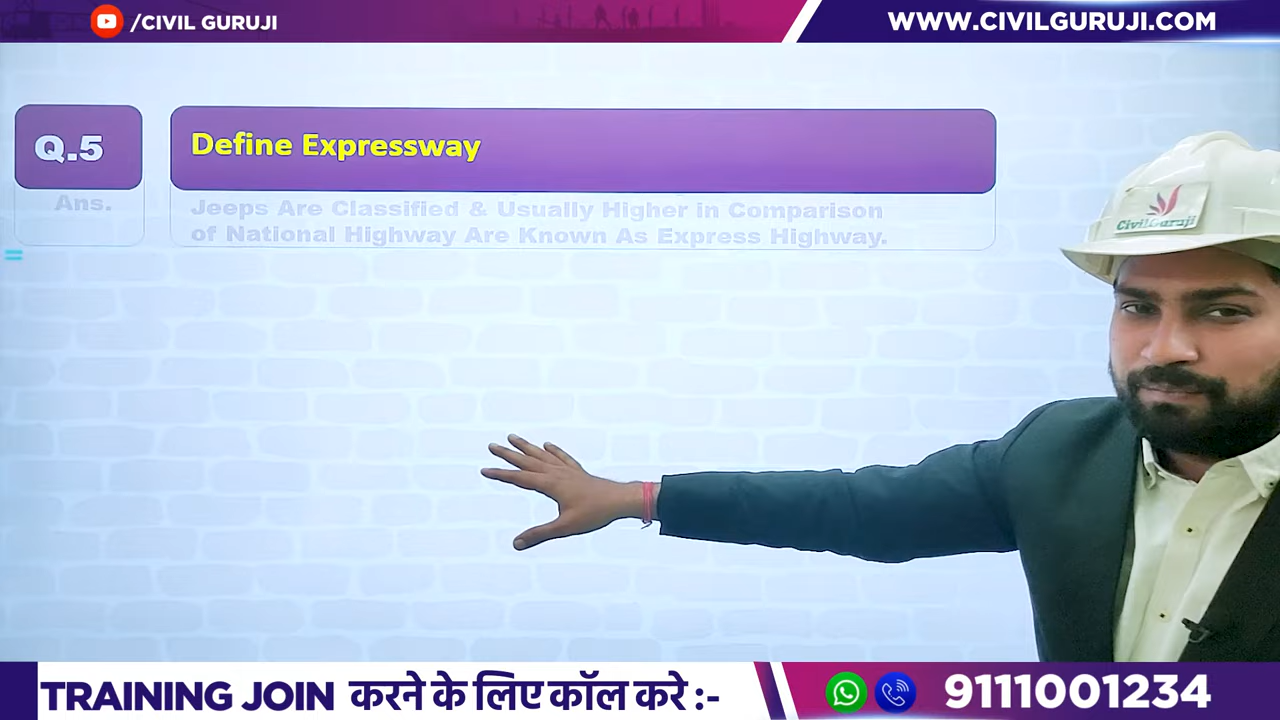 /CIVIL GURUJI
WWW.CIVILGURUJI.COM
Q.5
Define Expressway
Ans.
Jeeps Are Classified & Usually Higher in Comparison
of National Highway Are Known As Express Highway.
CivilGuruji
TRAINING JOIN करने के लिए कॉल करे :-
9111001234